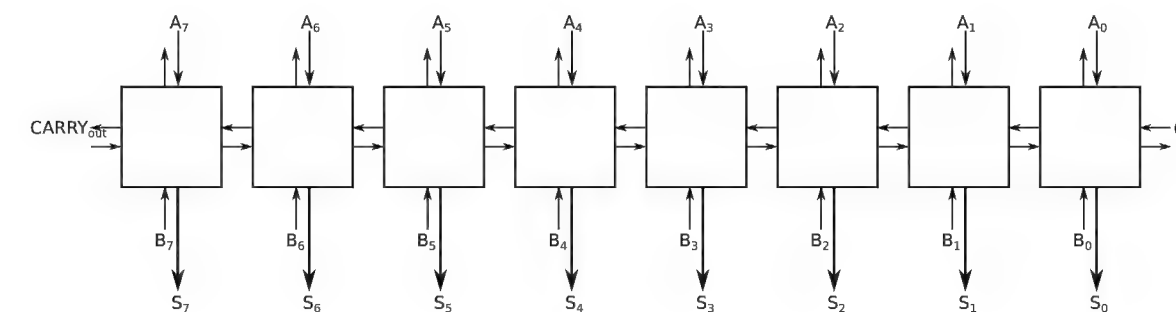 A₇ A₆ A₅ A₄ A₃ A₂ A₁ A₀
CARRYout
B₇ B₆ B₅ B₄ B₃ B₂ B₁ B₀
S₇ S₆ S₅ S₄ S₃ S₂ S₁ S₀